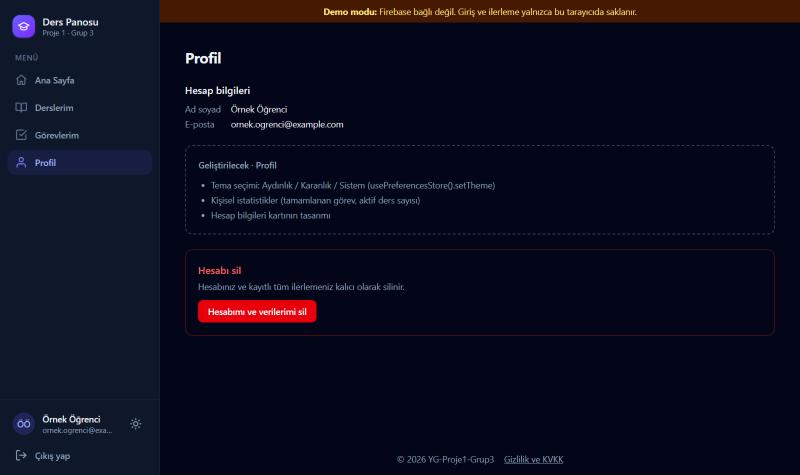 Ders Panosu
Proje 1 · Grup 3
MENÜ
Ana Sayfa
Derslerim
Görevlerim
Profil
Örnek Öğrenci
ÖÖ
ornek.ogrenci@exa...
Çıkış yap
Demo modu: Firebase bağlı değil. Giriş ve ilerleme yalnızca bu tarayıcıda saklanır.
Profil
Hesap bilgileri
Ad soyad Örnek Öğrenci
E-posta ornek.ogrenci@example.com
Geliştirilecek · Profil
• Tema seçimi: Aydınlık / Karanlık / Sistem (usePreferencesStore().setTheme)
• Kişisel istatistikler (tamamlanan görev, aktif ders sayısı)
• Hesap bilgileri kartının tasarımı
Hesabı sil
Hesabınız ve kayıtlı tüm ilerlemeniz kalıcı olarak silinir.
Hesabımı ve verilerimi sil
© 2026 YG-Proje1-Grup3 Gizlilik ve KVKK